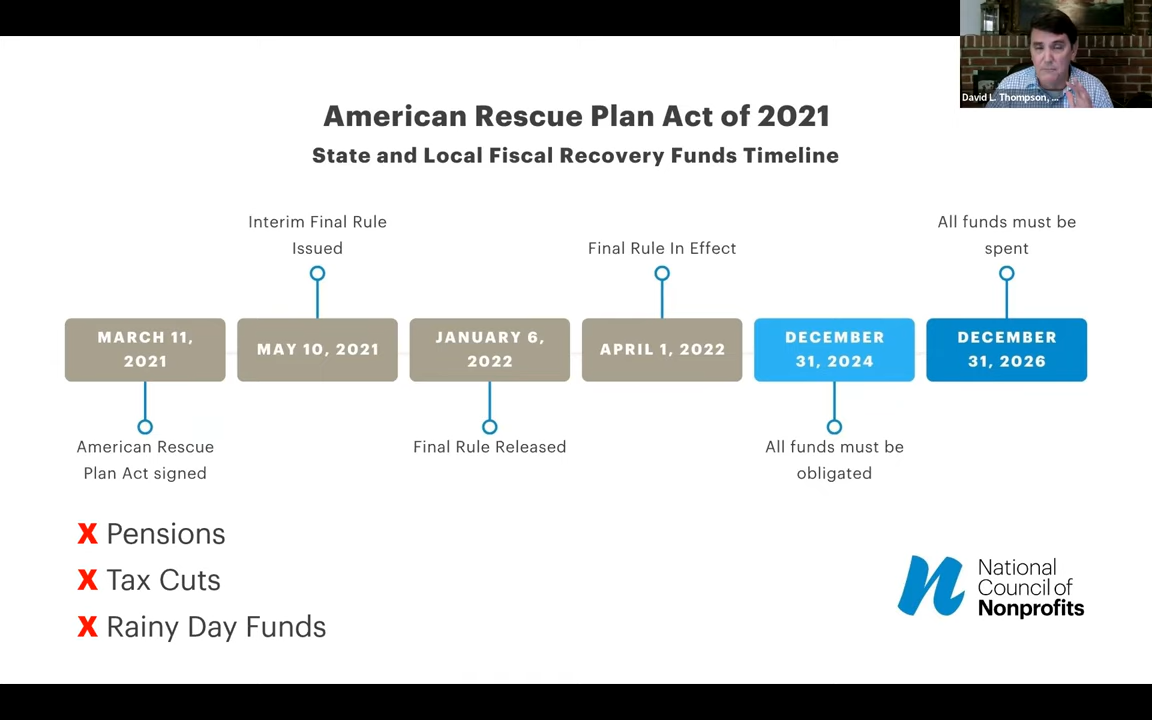 David L. Thompson, ...
American Rescue Plan Act of 2021
State and Local Fiscal Recovery Funds Timeline
Interim Final Rule
Issued
Final Rule In Effect
All funds must be
spent
MARCH 11,
2021
MAY 10, 2021
JANUARY 6,
2022
APRIL 1, 2022
DECEMBER
31, 2024
DECEMBER
31, 2026
American Rescue
Plan Act signed
Final Rule Released
All funds must be
obligated
X Pensions
X Tax Cuts
X Rainy Day Funds
n
National
Council of
Nonprofits